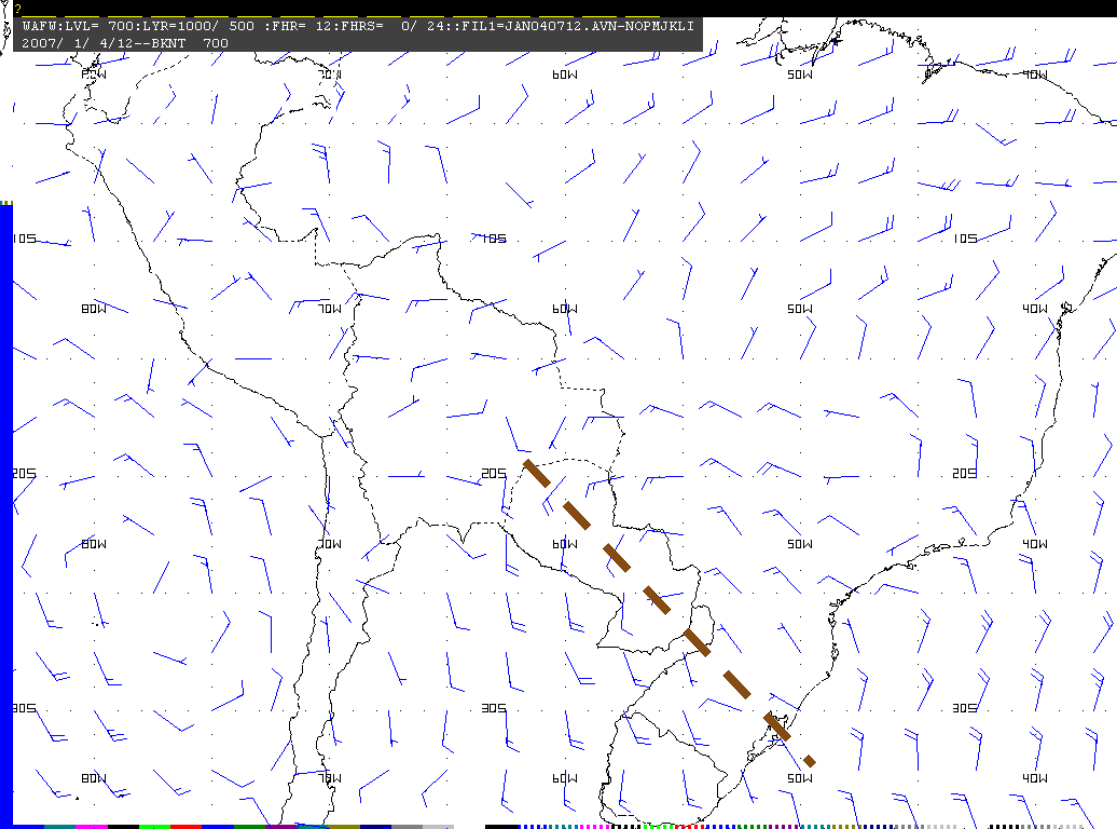 ?
WAFW:LVL= 700:LYR=1000/ 500 :FHR= 12:FHRS=  0/ 24::FIL1=JAN040712.AVN-NOPMJKLI
2007/ 1/ 4/12--BKNT  700
80W 70W 60W 50W 40W
10S 10S 10S
80W 70W 60W 50W 40W
20S 20S 20S
80W 70W 60W 50W 40W
30S 30S 30S
80W 70W 60W 50W 40W